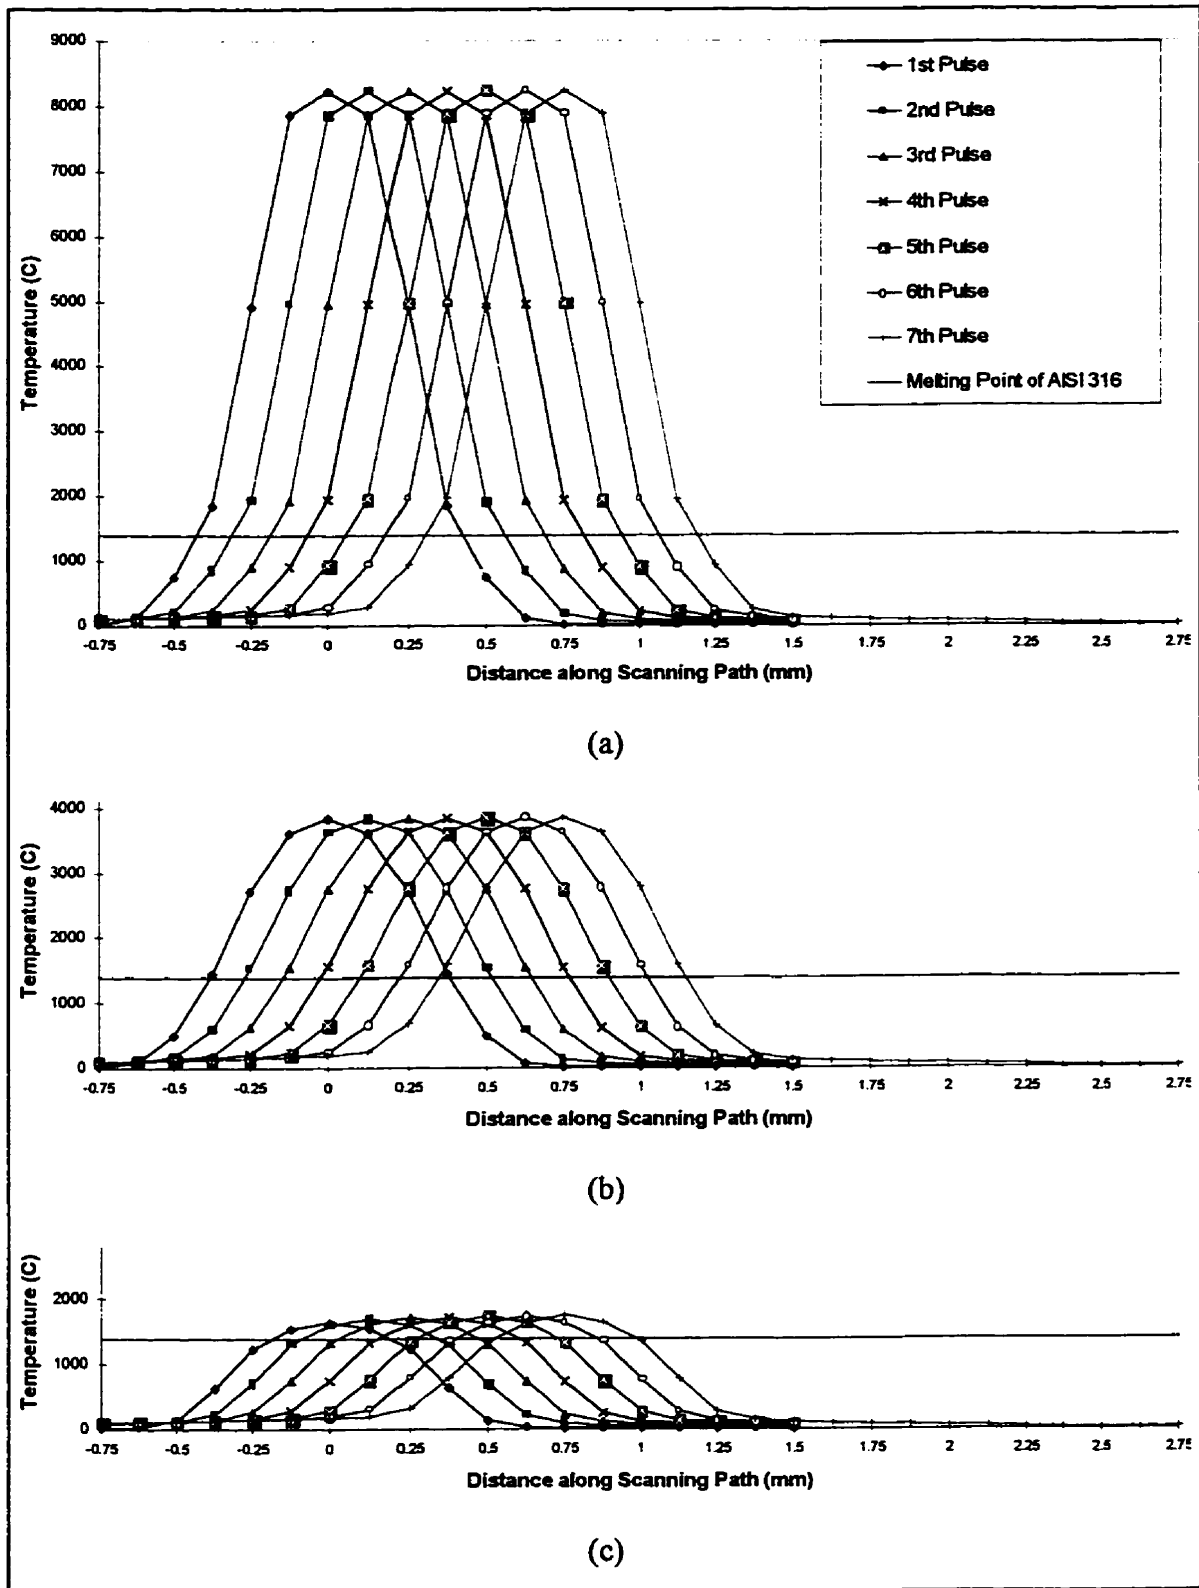 9000
8000
7000
6000
5000
4000
3000
2000
1000
0
Temperature (C)
1st Pulse
2nd Pulse
3rd Pulse
4th Pulse
5th Pulse
6th Pulse
7th Pulse
Melting Point of AISI 316
-0.75 -0.5 -0.25 0 0.25 0.5 0.75 1 1.25 1.5 1.75 2 2.25 2.5 2.75
Distance along Scanning Path (mm)
(a)
4000
3000
2000
1000
0
Temperature (C)
-0.75 -0.5 -0.25 0 0.25 0.5 0.75 1 1.25 1.5 1.75 2 2.25 2.5 2.75
Distance along Scanning Path (mm)
(b)
2000
1000
0
Temperature (C)
-0.75 -0.5 -0.25 0 0.25 0.5 0.75 1 1.25 1.5 1.75 2 2.25 2.5 2.75
Distance along Scanning Path (mm)
(c)